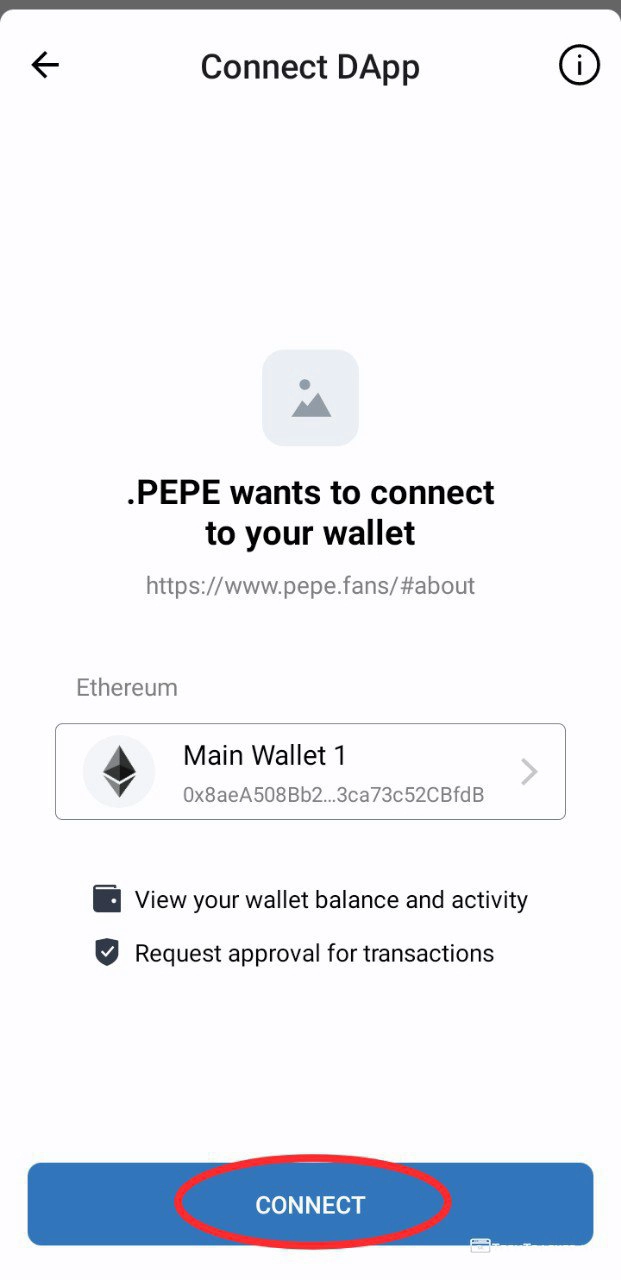 Connect DApp
.PEPE wants to connect
to your wallet
https://www.pepe.fans/#about
Ethereum
Main Wallet 1
0x8aeA508Bb2...3ca73c52CBfdB
View your wallet balance and activity
Request approval for transactions
CONNECT